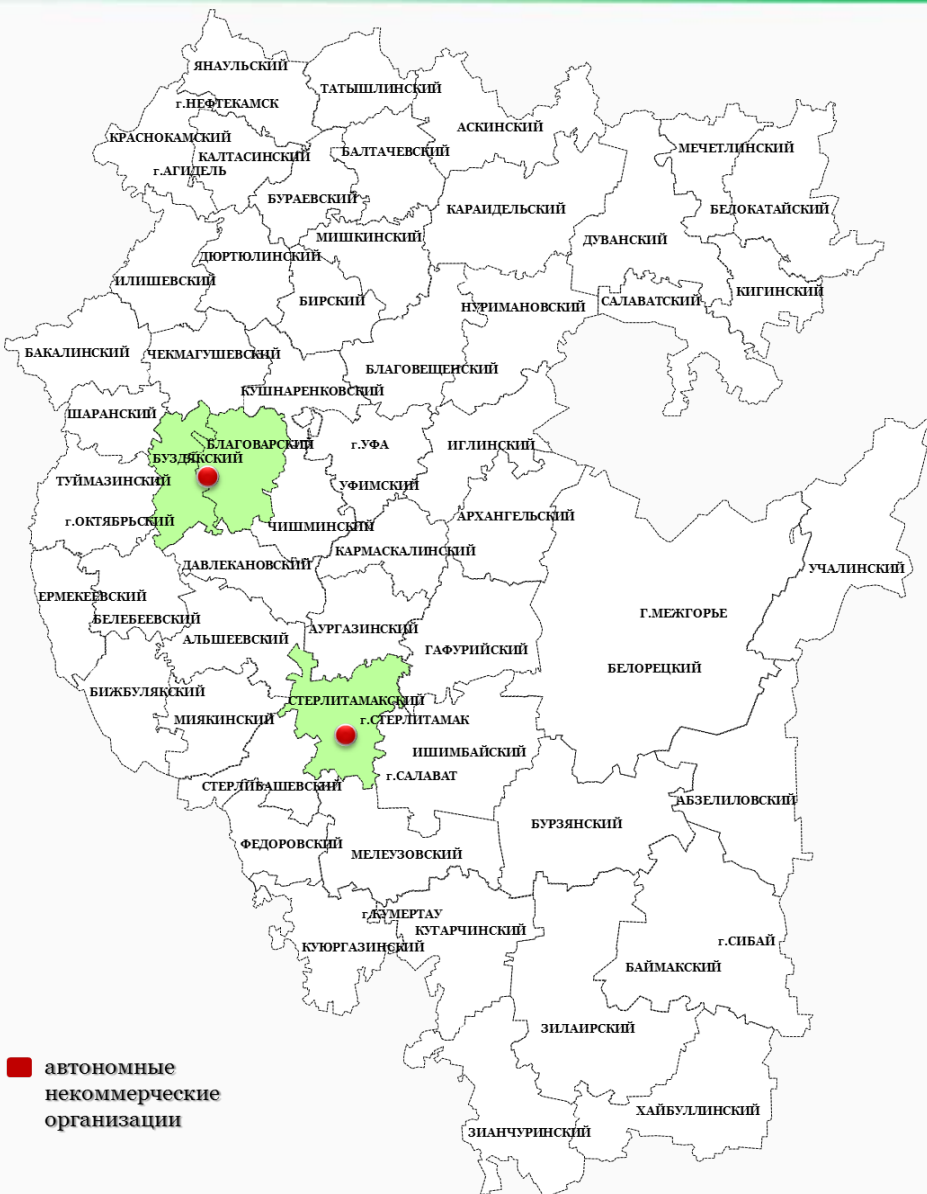 ЯНАУЛЬСКИЙ
ТАТЫШЛИНСКИЙ
г.НЕФТЕКАМСК
АСКИНСКИЙ
КРАСНОКАМСКИЙ
КАЛТАСИНСКИЙ
БАЛТАЧЕВСКИЙ
МЕЧЕТЛИНСКИЙ
г.АГИДЕЛЬ
БУРАЕВСКИЙ
КАРАИДЕЛЬСКИЙ
БЕЛОКАТАЙСКИЙ
МИШКИНСКИЙ
ДУВАНСКИЙ
ДЮРТЮЛИНСКИЙ
ИЛИШЕВСКИЙ
БИРСКИЙ
НУРИМАНОВСКИЙ
САЛАВАТСКИЙ
КИГИНСКИЙ
БАКАЛИНСКИЙ
ЧЕКМАГУШЕВСКИЙ
БЛАГОВЕЩЕНСКИЙ
КУШНАРЕНКОВСКИЙ
ШАРАНСКИЙ
БЛАГОВАРСКИЙ
г.УФА
ИГЛИНСКИЙ
БУЗДЯКСКИЙ
ТУЙМАЗИНСКИЙ
УФИМСКИЙ
г.ОКТЯБРЬСКИЙ
ЧИШМИНСКИЙ
АРХАНГЕЛЬСКИЙ
КАРМАСКАЛИНСКИЙ
ДАВЛЕКАНОВСКИЙ
УЧАЛИНСКИЙ
ЕРМЕКЕЕВСКИЙ
БЕЛЕБЕЕВСКИЙ
Г.МЕЖГОРЬЕ
АУРГАЗИНСКИЙ
АЛЬШЕЕВСКИЙ
ГАФУРИЙСКИЙ
БЕЛОРЕЦКИЙ
БИЖБУЛЯКСКИЙ
СТЕРЛИТАМАКСКИЙ
МИЯКИНСКИЙ
г.СТЕРЛИТАМАК
ИШИМБАЙСКИЙ
г.САЛАВАТ
СТЕРЛИБАШЕВСКИЙ
АБЗЕЛИЛОВСКИЙ
БУРЗЯНСКИЙ
ФЕДОРОВСКИЙ
МЕЛЕУЗОВСКИЙ
г.КУМЕРТАУ
КУГАРЧИНСКИЙ
КУЮРГАЗИНСКИЙ
г.СИБАЙ
БАЙМАКСКИЙ
ЗИЛАИРСКИЙ
ХАЙБУЛЛИНСКИЙ
ЗИАНЧУРИНСКИЙ
автономные
некоммерческие
организации